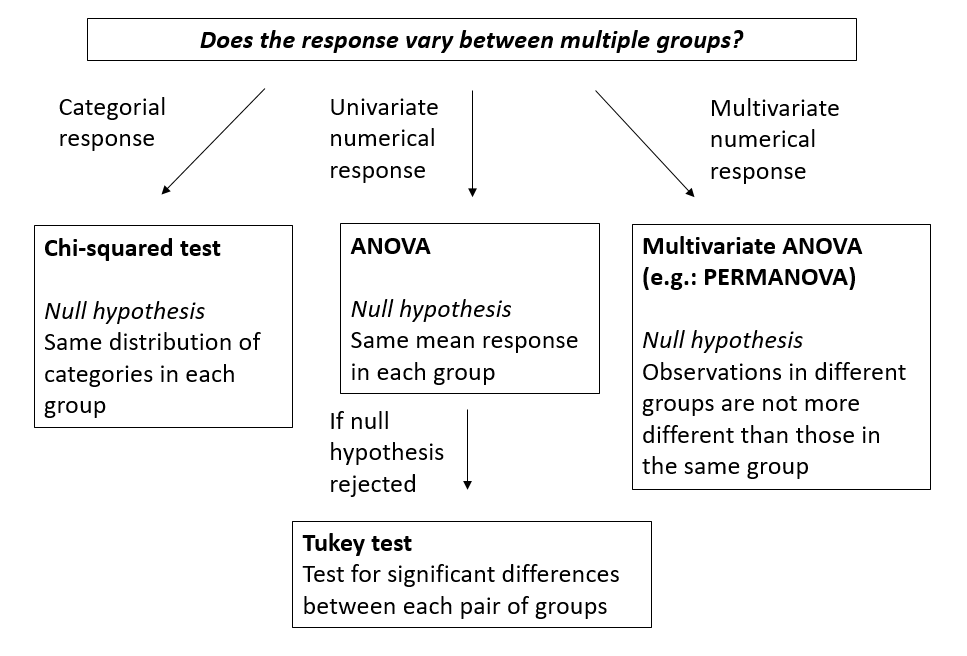 Does the response vary between multiple groups?
Categorial
response
Univariate
numerical
response
Multivariate
numerical
response
Chi-squared test
Null hypothesis
Same distribution of
categories in each
group
ANOVA
Null hypothesis
Same mean response
in each group
Multivariate ANOVA
(e.g.: PERMANOVA)
Null hypothesis
Observations in different
groups are not more
different than those in
the same group
If null
hypothesis
rejected
Tukey test
Test for significant differences
between each pair of groups